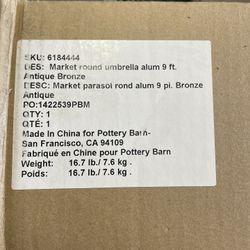 SKU: 6184444
DES: Market round umbrella alum 9 ft.
Antique Bronze
DESC: Market parasol rond alum 9 pi. Bronze
Antique
PO:1422539PBM
QTY: 1
QTÉ: 1
Made In China for Pottery Barn-
San Francisco, CA 94109
Fabriqué en Chine pour Pottery Barn
Weight: 16.7 lb./ 7.6 kg .
Poids: 16.7 lb./ 7.6 kg .